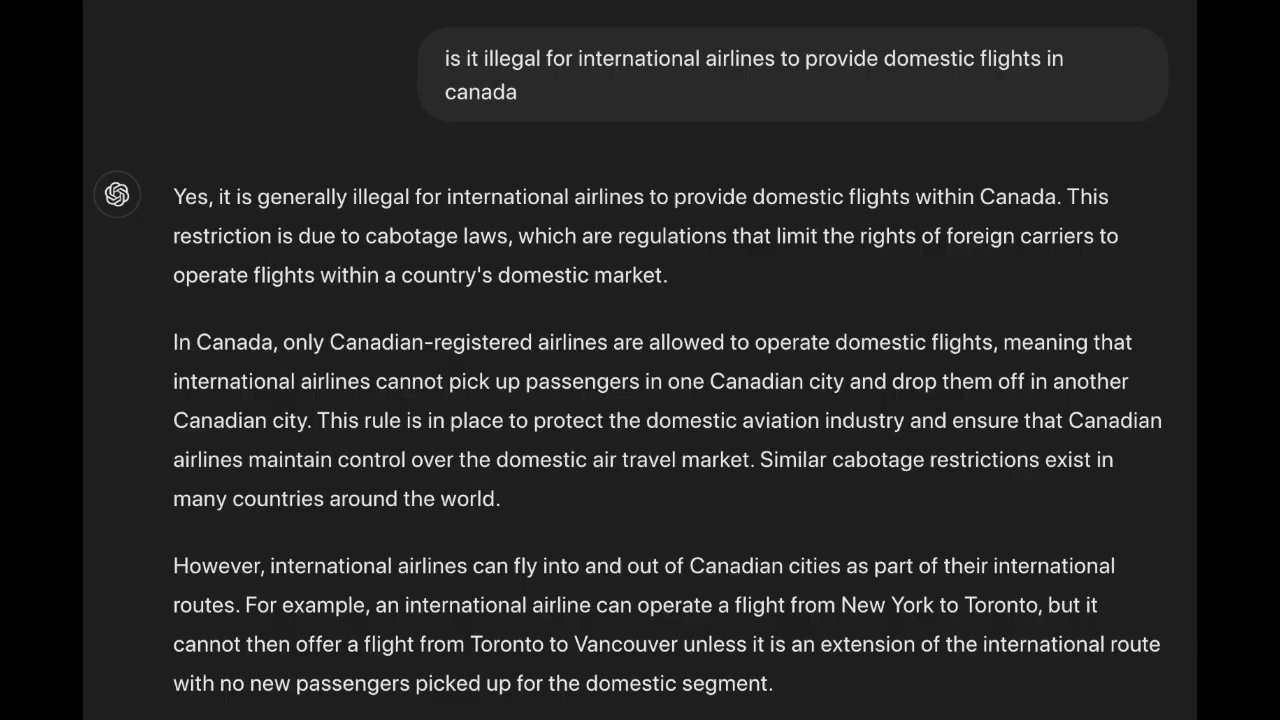 is it illegal for international airlines to provide domestic flights in
canada
Yes, it is generally illegal for international airlines to provide domestic flights within Canada. This
restriction is due to cabotage laws, which are regulations that limit the rights of foreign carriers to
operate flights within a country's domestic market.
In Canada, only Canadian-registered airlines are allowed to operate domestic flights, meaning that
international airlines cannot pick up passengers in one Canadian city and drop them off in another
Canadian city. This rule is in place to protect the domestic aviation industry and ensure that Canadian
airlines maintain control over the domestic air travel market. Similar cabotage restrictions exist in
many countries around the world.
However, international airlines can fly into and out of Canadian cities as part of their international
routes. For example, an international airline can operate a flight from New York to Toronto, but it
cannot then offer a flight from Toronto to Vancouver unless it is an extension of the international route
with no new passengers picked up for the domestic segment.